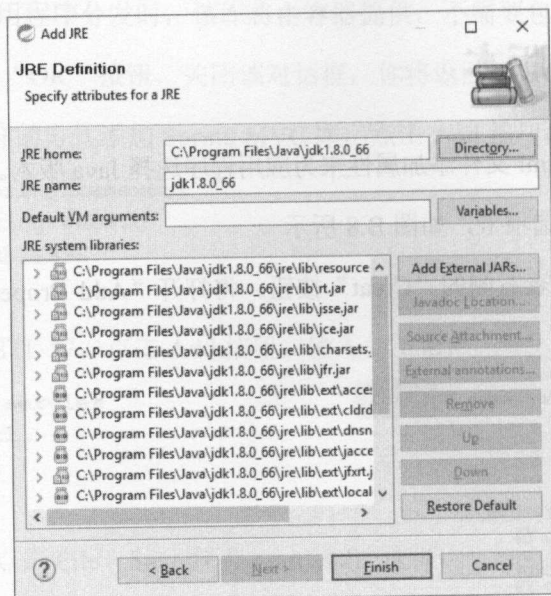 Add JRE
JRE Definition
Specify attributes for a JRE
JRE home:
C:\Program Files\Java\jdk1.8.0_66
Directory...
JRE name:
jdk1.8.0_66
Default VM arguments:
Variables...
JRE system libraries:
C:\Program Files\Java\jdk1.8.0_66\jre\lib\resource
C:\Program Files\Java\jdk1.8.0_66\jre\lib\rt.jar
C:\Program Files\Java\jdk1.8.0_66\jre\lib\jsse.jar
C:\Program Files\Java\jdk1.8.0_66\jre\lib\jce.jar
C:\Program Files\Java\jdk1.8.0_66\jre\lib\charsets.
C:\Program Files\Java\jdk1.8.0_66\jre\lib\jfr.jar
C:\Program Files\Java\jdk1.8.0_66\jre\lib\ext\acces
C:\Program Files\Java\jdk1.8.0_66\jre\lib\ext\cldrd
C:\Program Files\Java\jdk1.8.0_66\jre\lib\ext\dnsn
C:\Program Files\Java\jdk1.8.0_66\jre\lib\ext\jacce
C:\Program Files\Java\jdk1.8.0_66\jre\lib\ext\jfxrt.j
C:\Program Files\Java\jdk1.8.0_66\jre\lib\ext\local
Add External JARs...
Javadoc Location...
Source Attachment...
External annotations...
Remove
Up
Down
Restore Default
?
< Back
Next >
Finish
Cancel